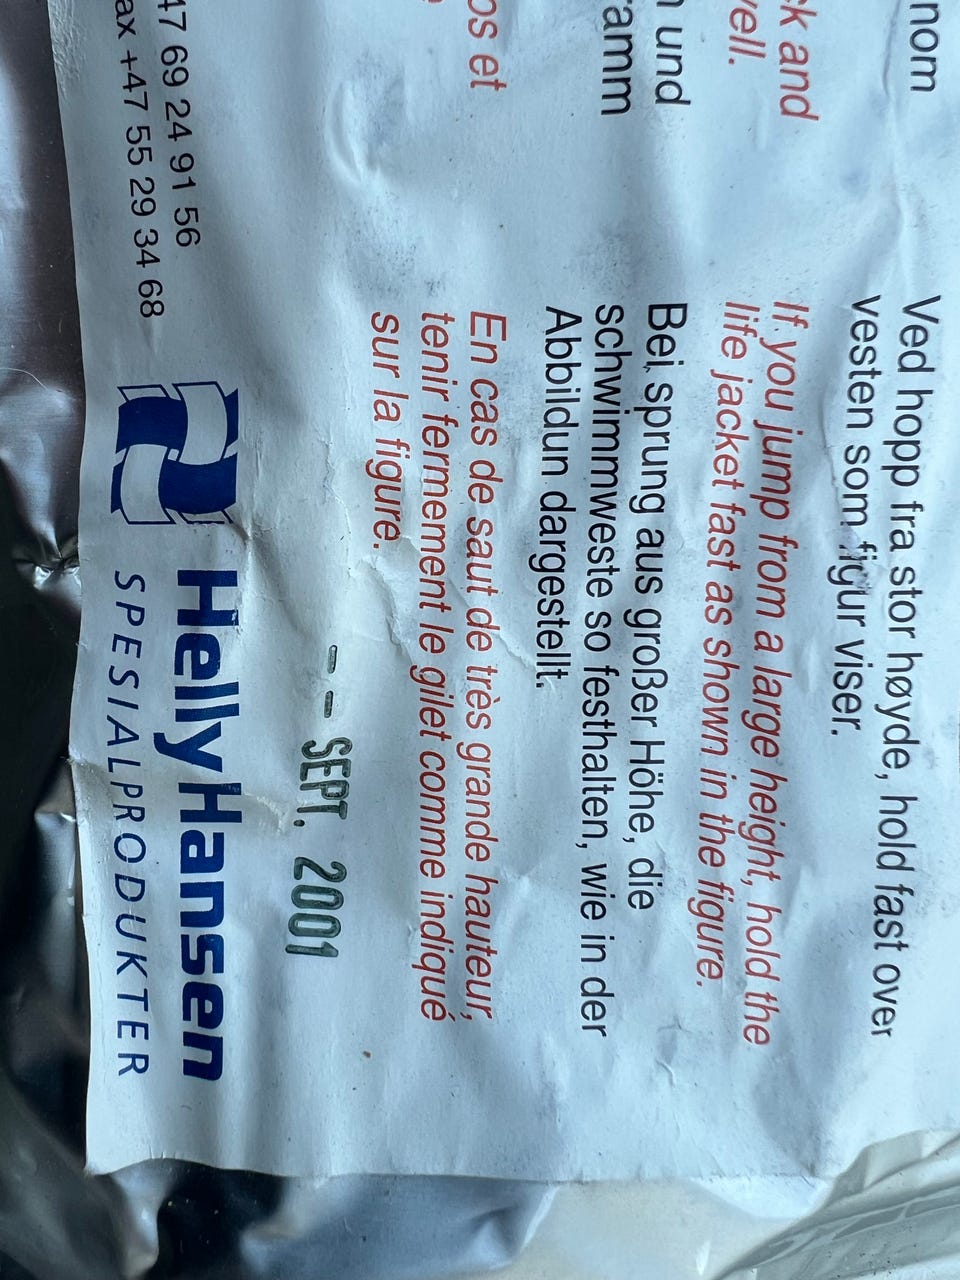 nom
ck and
vell.
n und
ramm
os et
Ved hopp fra stor høyde, hold fast over
vesten som figur viser.
If you jump from a large height, hold the
life jacket fast as shown in the figure.
Bei sprung aus großer Höhe, die
schwimmweste so festhalten, wie in der
Abbildun dargestellt.
En cas de saut de très grande hauteur,
tenir fermement le gilet comme indiqué
sur la figure.
-- SEPT. 2001
47 69 24 91 56
ax +47 55 29 34 68
Helly Hansen
SPESIALPRODUKTER